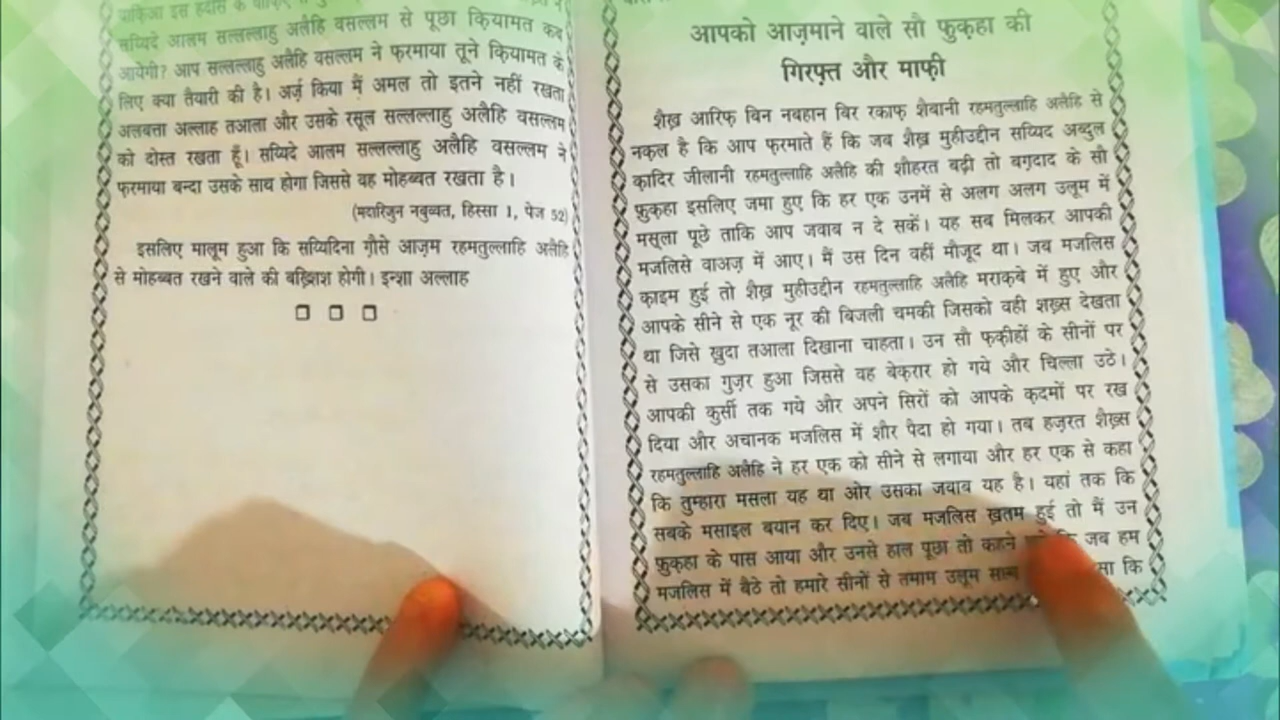 सय्यिदे आलम सल्लल्लाहु अलैहि वसल्लम से पूछा कि़यामत कब
आयेगी? आप सल्लल्लाहु अलैहि वसल्लम ने फ़रमाया तूने कि़यामत के
लिए क्या तैयारी की है। अर्ज़ किया मैं अमल तो इतने नहीं रखता
अलबत्ता अल्लाह तआला और उसके रसूल सल्लल्लाहु अलैहि वसल्लम
को दोस्त रखता हूँ। सय्यिदे आलम सल्लल्लाहु अलैहि वसल्लम ने
फ़रमाया बन्दा उसके साथ होगा जिससे वह मोहब्बत रखता है।
(मदारिजुन नबुव्वत, हिस्सा 1, पेज 52)
इसलिए मालूम हुआ कि सय्यिदिना ग़ौसे आज़म रहमतुल्लाहि अलैहि
से मोहब्बत रखने वाले की बख़्शिश होगी। इन्शा अल्लाह
आपको आज़माने वाले सौ फुक़हा की
गिरफ़्त और माफ़ी
शैख़ आरिफ़ बिन नबहान बिर रकाफ़ शैबानी रहमतुल्लाहि अलैहि से
नक़ल है कि आप फ़रमाते हैं कि जब शैख़ मुहीउद्दीन सय्यिद अब्दुल
क़ादिर जीलानी रहमतुल्लाहि अलैहि की शौहरत बढ़ी तो बग़दाद के सौ
फ़ुक़हा इसलिए जमा हुए कि हर एक उनमें से अलग अलग उलूम में
मसला पूछे ताकि आप जवाब न दे सकें। यह सब मिलकर आपकी
मजलिसे वाअज़ में आए। मैं उस दिन वहीं मौजूद था। जब मजलिस
क़ाइम हुई तो शैख़ मुहीउद्दीन रहमतुल्लाहि अलैहि मराक़बे में हुए और
आपके सीने से एक नूर की बिजली चमकी जिसको वही शख़्स देखता
था जिसे ख़ुदा तआला दिखाना चाहता। उन सौ फ़क़ीहों के सीनों पर
से उसका गुज़र हुआ जिससे वह बेक़रार हो गये और चिल्ला उठे।
आपकी कुर्सी तक गये और अपने सिरों को आपके क़दमों पर रख
दिया और अचानक मजलिस में शौर पैदा हो गया। तब हज़रत शैख़्स
रहमतुल्लाहि अलैहि ने हर एक को सीने से लगाया और हर एक से कहा
कि तुम्हारा मसला यह था ओर उसका जवाब यह है। यहां तक कि
सबके मसाइल बयान कर दिए। जब मजलिस ख़तम हुई तो मैं उन
फ़ुक़हा के पास आया और उनसे हाल पूछा तो कहने जब हम
मजलिस में बैठे तो हमारे सीनों से तमाम उलूम कि